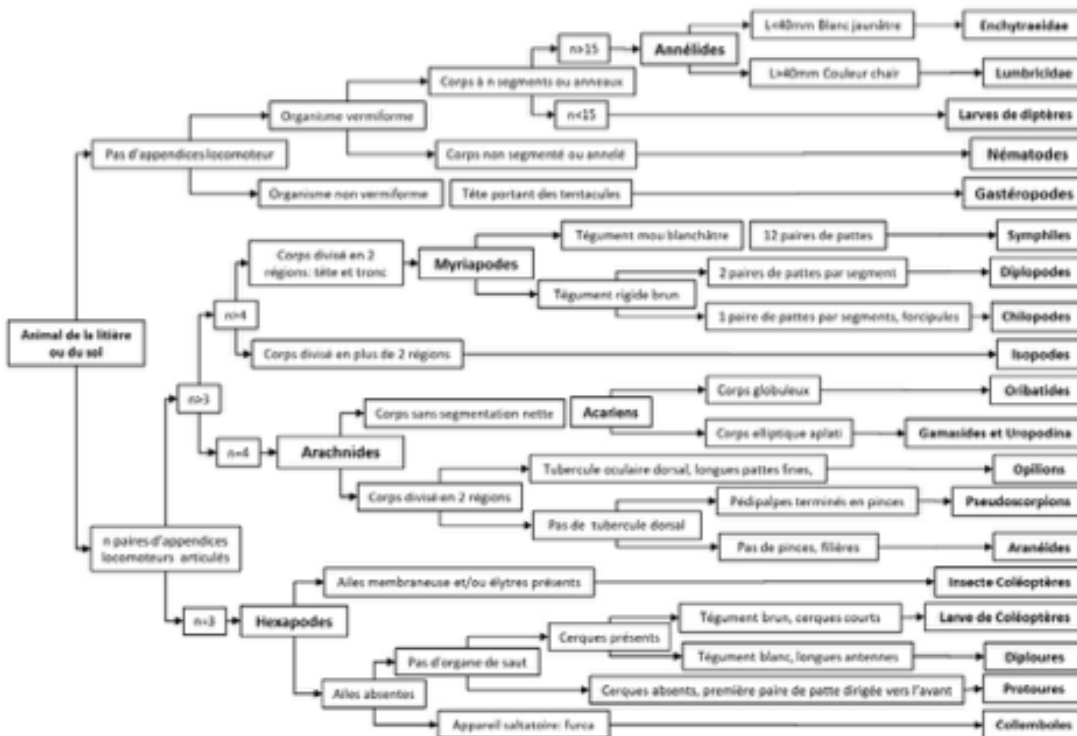 L<40mm Blanc jaunâtre
Enchytraeidae
n>15
Annélides
Corps à n segments ou anneaux
L>40mm Couleur chair
Lumbricidae
Organisme vermiforme
n<15
Larves de diptères
Pas d'appendices locomoteur
Corps non segmenté ou annelé
Nématodes
Organisme non vermiforme
Tête portant des tentacules
Gastéropodes
Corps divisé en 2
régions: tête et tronc
Myriapodes
Tégument mou blanchâtre
12 paires de pattes
Symphiles
2 paires de pattes par segment
Diplopodes
Tégument rigide brun
n>4
1 paire de pattes par segments, forcipules
Chilopodes
Animal de la litière
ou du sol
Corps divisé en plus de 2 régions
Isopodes
n>3
Corps sans segmentation nette
Acariens
Corps globuleux
Oribatides
Corps elliptique aplati
Gamasides et Uropodina
n=4
Arachnides
Tubercule oculaire dorsal, longues pattes fines,
Opilions
Corps divisé en 2 régions
Pédipalpes terminés en pinces
Pseudoscorpions
Pas de tubercule dorsal
n paires d'appendices
locomoteurs articulés
Pas de pinces, filières
Aranéides
Ailes membraneuse et/ou élytres présents
Insecte Coléoptères
n=3
Hexapodes
Tégument brun, cerques courts
Larve de Coléoptères
Cerques présents
Pas d'organe de saut
Tégument blanc, longues antennes
Diploures
Ailes absentes
Cerques absents, première paire de patte dirigée vers l'avant
Protoures
Appareil saltatoire: furca
Collemboles